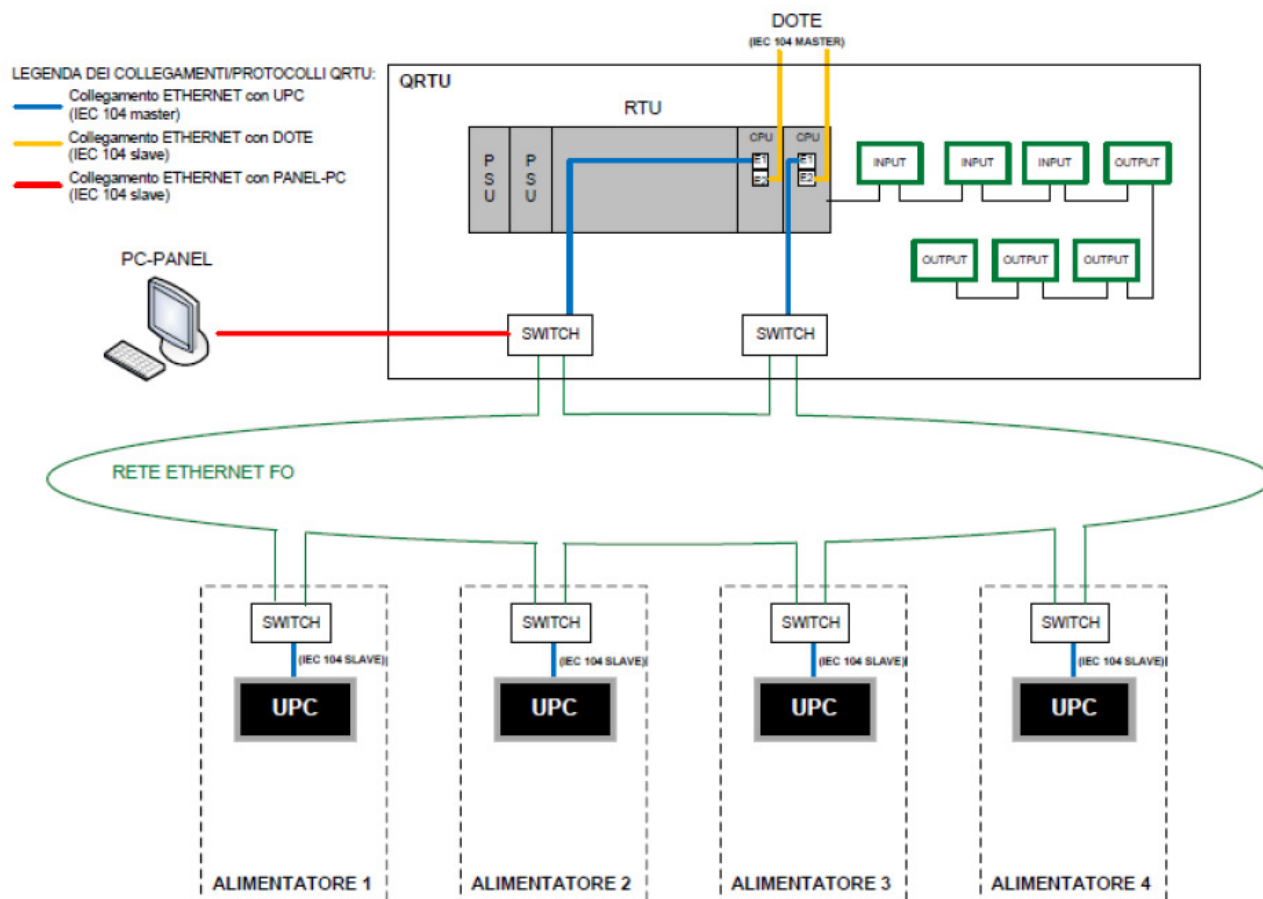 DOTE
(IEC 104 MASTER)
LEGENDA DEI COLLEGAMENTI/PROTOCOLLI QRTU:
Collegamento ETHERNET con UPC
(IEC 104 master)
Collegamento ETHERNET con DOTE
(IEC 104 slave)
Collegamento ETHERNET con PANEL-PC
(IEC 104 slave)
QRTU
RTU
PSU
PSU
CPU
CPU
E1
E2
E1
E2
INPUT
INPUT
INPUT
OUTPUT
OUTPUT
OUTPUT
OUTPUT
PC-PANEL
SWITCH
SWITCH
RETE ETHERNET FO
SWITCH
SWITCH
SWITCH
SWITCH
(IEC 104 SLAVE)
(IEC 104 SLAVE)
(IEC 104 SLAVE)
(IEC 104 SLAVE)
UPC
UPC
UPC
UPC
ALIMENTATORE 1
ALIMENTATORE 2
ALIMENTATORE 3
ALIMENTATORE 4